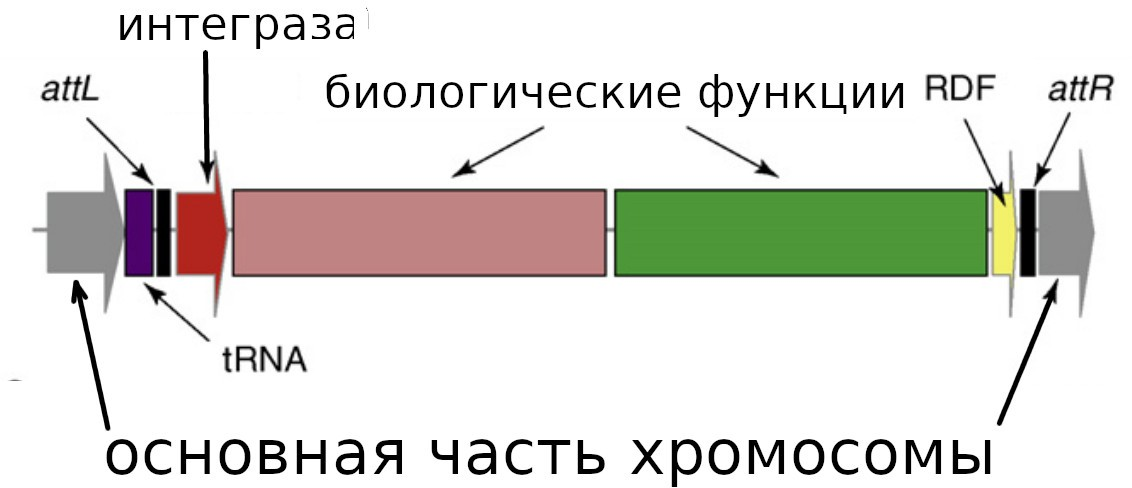 интеграза
attL
биологические функции
RDF
attR
tRNA
основная часть хромосомы